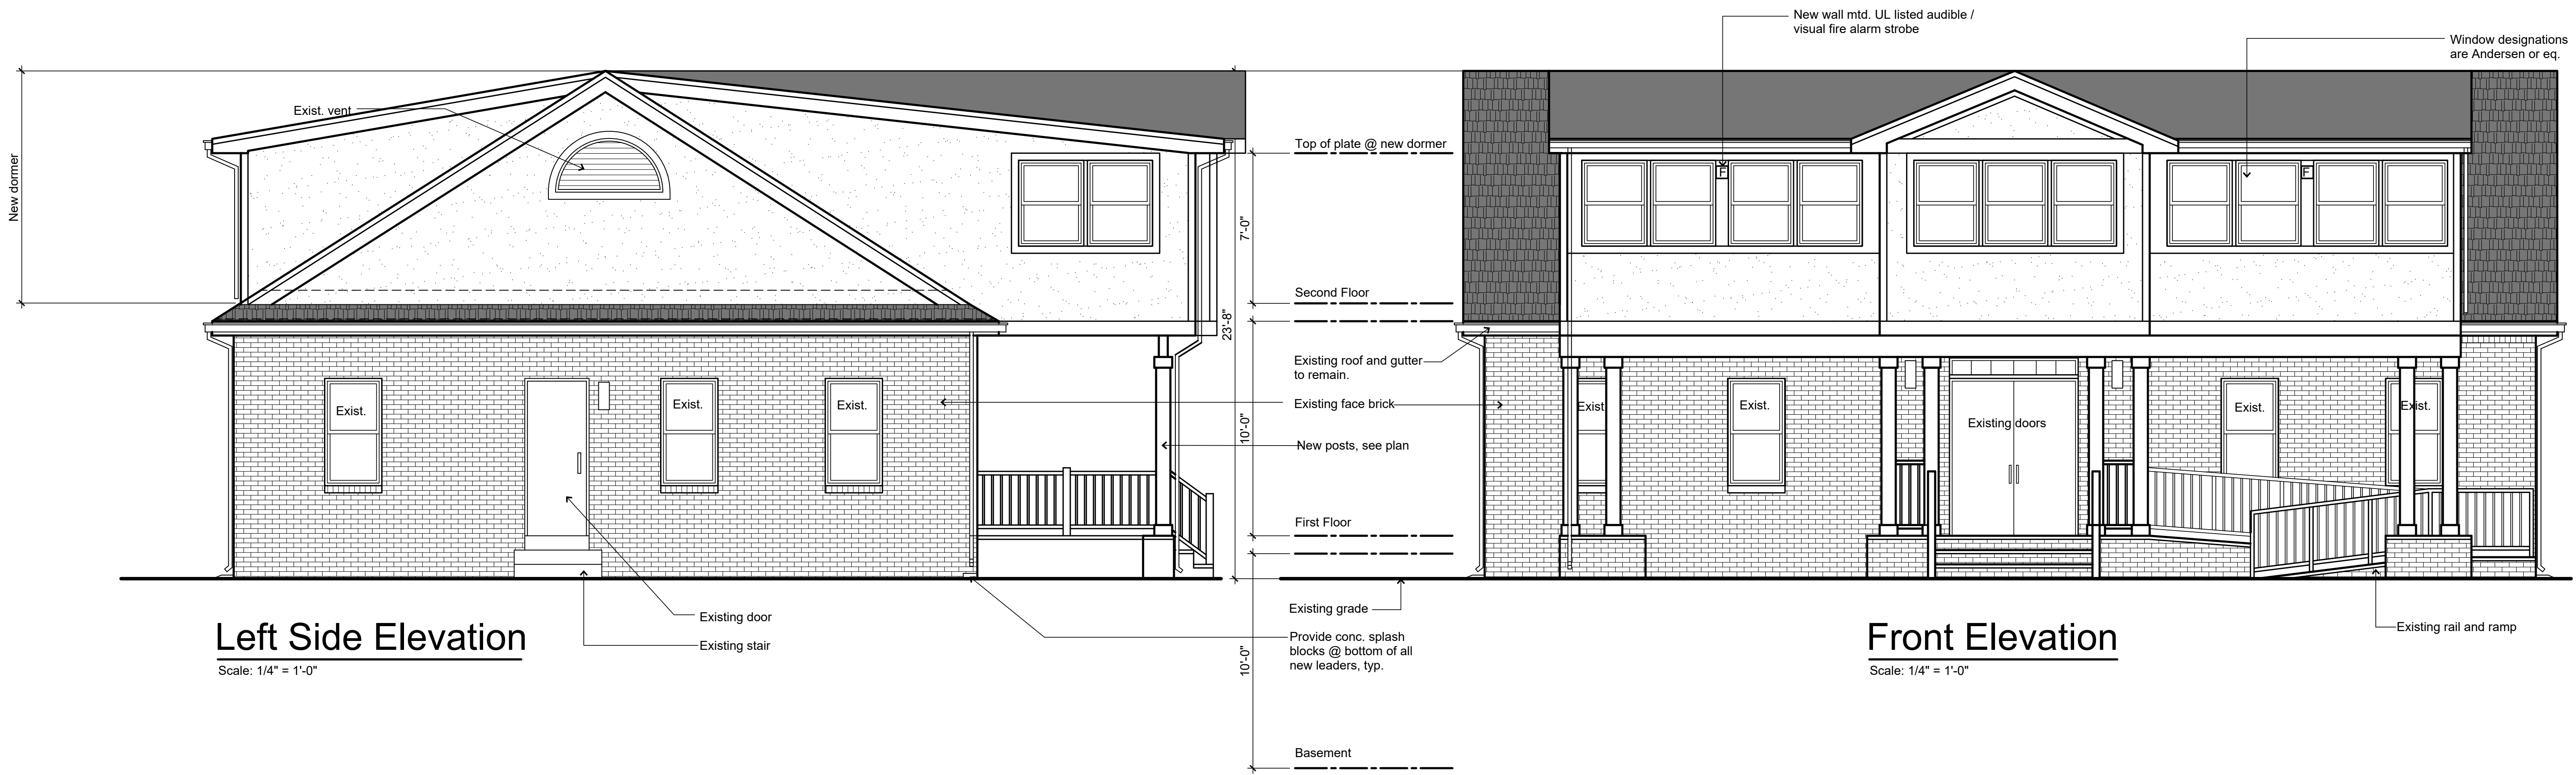 New wall mtd. UL listed audible /
visual fire alarm strobe
Window designations
are Andersen or eq.
Exist. vent
New dormer
Top of plate @ new dormer
7'-0"
F
F
Second Floor
23'-8"
Existing roof and gutter
to remain.
Exist.
Exist.
Exist.
Existing face brick
Exist.
Exist.
Exist.
Exist.
Existing doors
10'-0"
New posts, see plan
First Floor
Existing grade
Existing door
Existing stair
Provide conc. splash
blocks @ bottom of all
new leaders, typ.
10'-0"
Existing rail and ramp
Left Side Elevation
Scale: 1/4" = 1'-0"
Front Elevation
Scale: 1/4" = 1'-0"
Basement